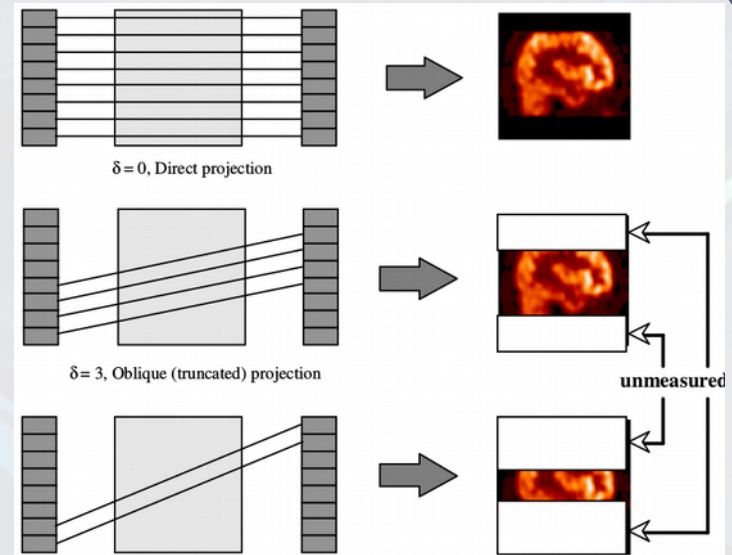 δ = 0, Direct projection
δ = 3, Oblique (truncated) projection
unmeasured